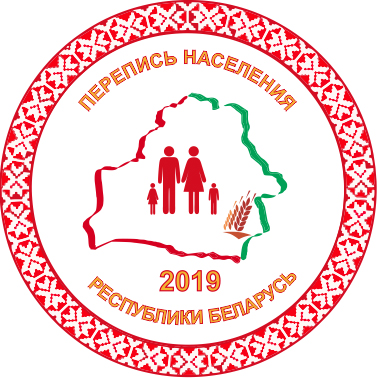 ПЕРЕПИСЬ НАСЕЛЕНИЯ
2019
РЕСПУБЛИКИ БЕЛАРУСЬ